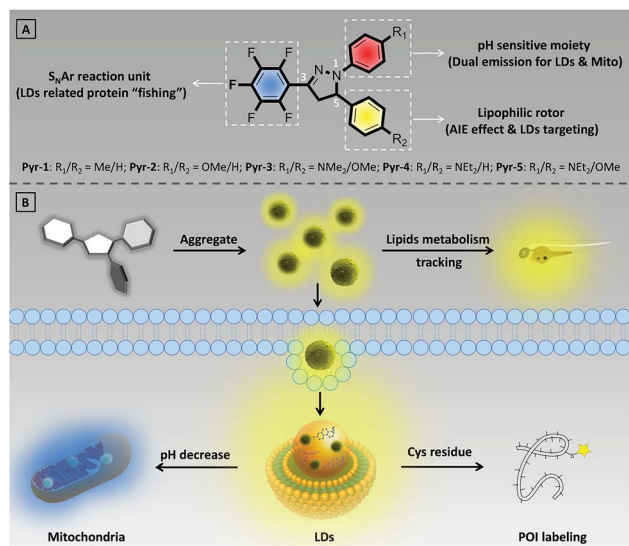 A
S_NAr reaction unit
(LDs related protein "fishing")
F
F
F
F
F
3
N
1
N
5
R₁
R₂
pH sensitive moiety
(Dual emission for LDs & Mito)
Lipophilic rotor
(AIE effect & LDs targeting)
Pyr-1: R₁/R₂ = Me/H; Pyr-2: R₁/R₂ = OMe/H; Pyr-3: R₁/R₂ = NMe₂/OMe; Pyr-4: R₁/R₂ = NEt₂/H; Pyr-5: R₁/R₂ = NEt₂/OMe
B
Aggregate
Lipids metabolism
tracking
pH decrease
Cys residue
S
Mitochondria
LDs
POI labeling